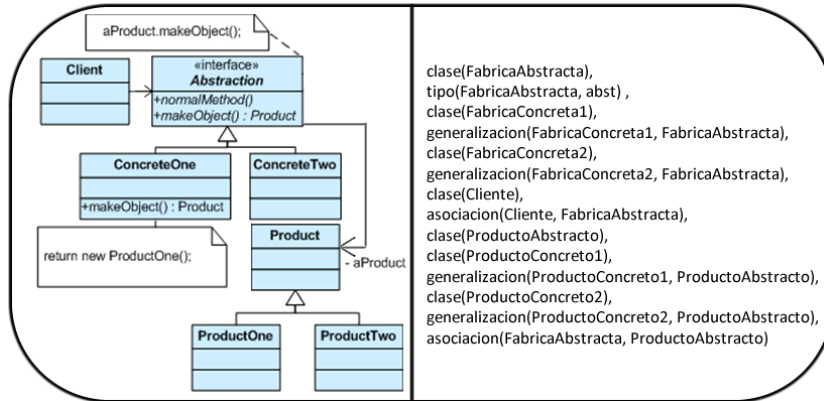 aProduct.makeObject();
«interface»
Abstraction
+normalMethod()
+makeObject() : Product
Client
ConcreteOne
+makeObject() : Product
ConcreteTwo
return new ProductOne();
Product
- aProduct
ProductOne
ProductTwo
clase(FabricaAbstracta),
tipo(FabricaAbstracta, abst) ,
clase(FabricaConcreta1),
generalizacion(FabricaConcreta1, FabricaAbstracta),
clase(FabricaConcreta2),
generalizacion(FabricaConcreta2, FabricaAbstracta),
clase(Cliente),
asociacion(Cliente, FabricaAbstracta),
clase(ProductoAbstracto),
clase(ProductoConcreto1),
generalizacion(ProductoConcreto1, ProductoAbstracto),
clase(ProductoConcreto2),
generalizacion(ProductoConcreto2, ProductoAbstracto),
asociacion(FabricaAbstracta, ProductoAbstracto)